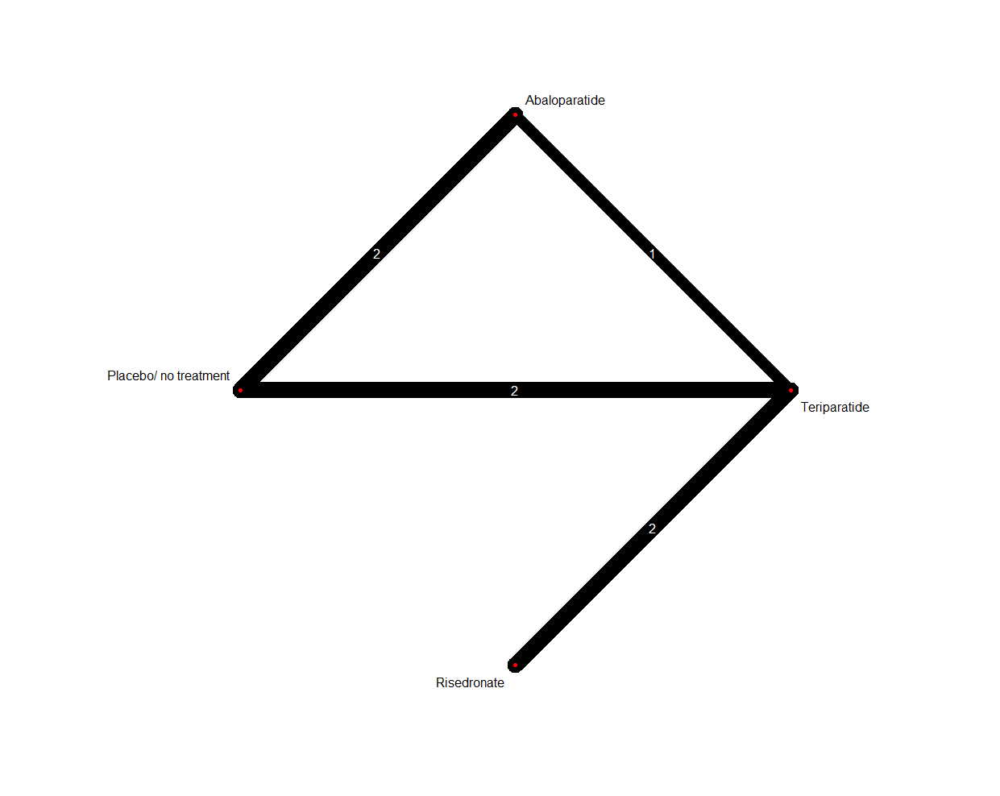 Abaloparatide
2
1
Placebo/ no treatment
2
Teriparatide
2
Risedronate